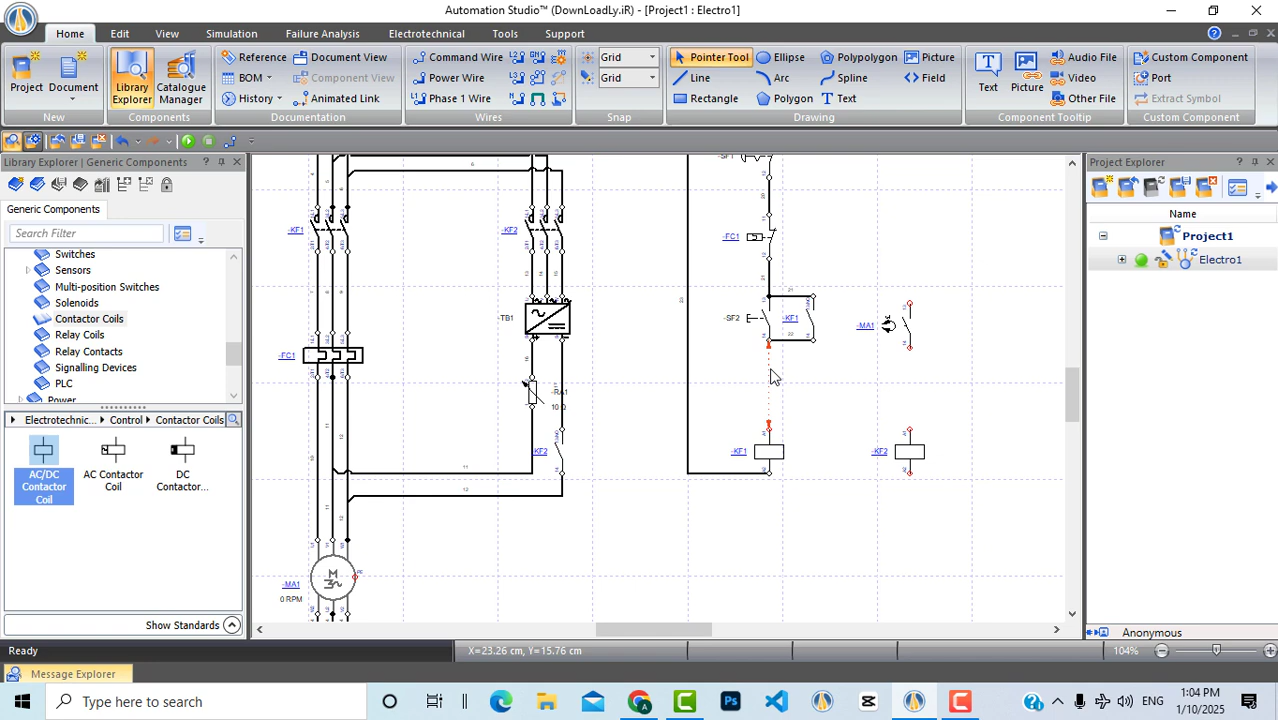 Automation Studio™ (DownLoadLy.iR) - [Project1 : Electro1]
Home Edit View Simulation Failure Analysis Electrotechnical Tools Support
Reference Document View Command Wire Grid Pointer Tool Ellipse Polypolygon Picture Audio File Custom Component
BOM Component View Power Wire Grid Line Arc Spline Field Video Port
Project Document Library Explorer Catalogue Manager History Animated Link Phase 1 Wire Rectangle Polygon Text Text Picture Other File Extract Symbol
New Components Documentation Wires Snap Drawing Component Tooltip Custom Component
Library Explorer | Generic Components
Project Explorer
Generic Components
Name
Search Filter
Project1
Electro1
Switches
Sensors
Multi-position Switches
Solenoids
Contactor Coils
Relay Coils
Relay Contacts
Signalling Devices
PLC
Power
Electrotechnic... Control Contactor Coils
AC/DC Contactor Coil
AC Contactor Coil
DC Contactor...
Show Standards
-SF1
-KF1 -KF2 -FC1
-TB1 -SF2 -KF1 -MA1
-FC1
-RA1
10 Ω
-KF2 -KF1 -KF2
11
12
M
3~
-MA1
0 RPM
Anonymous
Ready X=23.26 cm, Y=15.76 cm 104%
Message Explorer
Type here to search
ENG
1:04 PM
1/10/2025